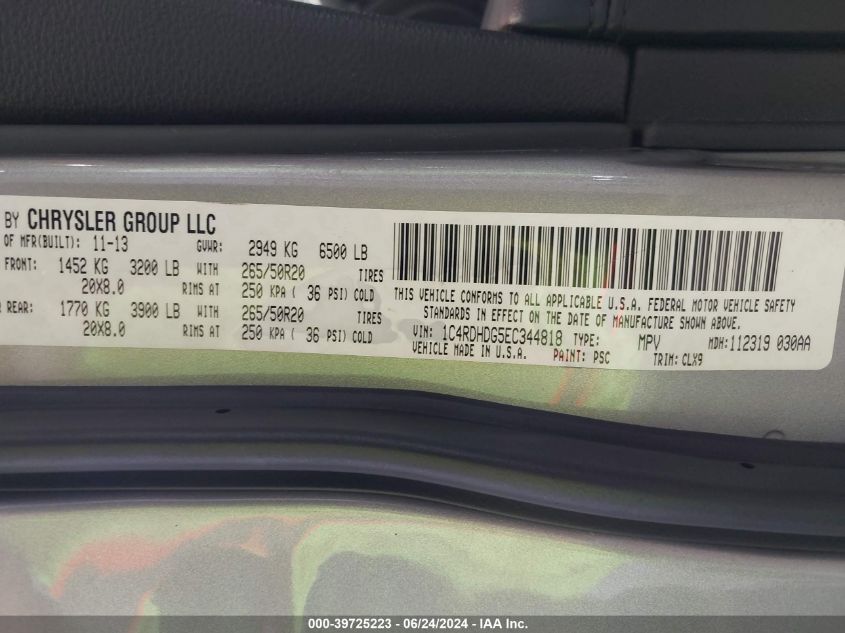 BY CHRYSLER GROUP LLC
OF MFR(BUILT): 11-13 GVWR: 2949 KG 6500 LB
FRONT: 1452 KG 3200 LB WITH 265/50R20 TIRES
20X8.0 RIMS AT 250 KPA ( 36 PSI) COLD
REAR: 1770 KG 3900 LB WITH 265/50R20 TIRES
20X8.0 RIMS AT 250 KPA ( 36 PSI) COLD
THIS VEHICLE CONFORMS TO ALL APPLICABLE U.S.A. FEDERAL MOTOR VEHICLE SAFETY
STANDARDS IN EFFECT ON THE DATE OF MANUFACTURE SHOWN ABOVE.
VIN: 1C4RDHDG5EC344818 TYPE: MPV MDH:112319 030AA
VEHICLE MADE IN U.S.A. PAINT: PSC TRIM: CLX9
000-39725223 - 06/24/2024 - IAA Inc.